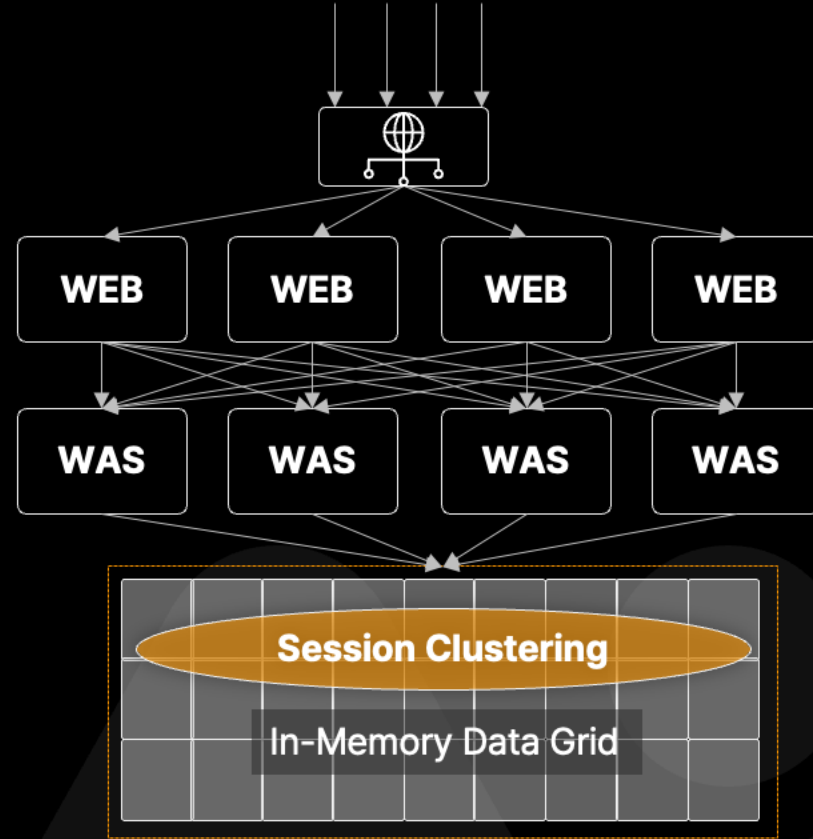 WEB WEB WEB WEB
WAS WAS WAS WAS
Session Clustering
In-Memory Data Grid